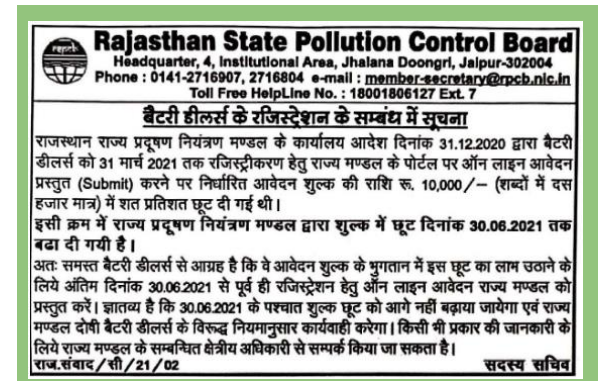 rspcb
Rajasthan State Pollution Control Board
Headquarter, 4, Institutional Area, Jhalana Doongri, Jaipur-302004
Phone : 0141-2716907, 2716804 e-mail : member-secretary@rpcb.nic.in
Toll Free HelpLine No. : 18001806127 Ext. 7
बैटरी डीलर्स के रजिस्ट्रेशन के सम्बंध में सूचना
राजस्थान राज्य प्रदूषण नियंत्रण मण्डल के कार्यालय आदेश दिनांक 31.12.2020 द्वारा बैटरी
डीलर्स को 31 मार्च 2021 तक रजिस्ट्रीकरण हेतु राज्य मण्डल के पोर्टल पर ऑन लाइन आवेदन
प्रस्तुत (Submit) करने पर निर्धारित आवेदन शुल्क की राशि रू. 10,000/– (शब्दों में दस
हजार मात्र) में शत प्रतिशत छूट दी गई थी।
इसी क्रम में राज्य प्रदूषण नियंत्रण मण्डल द्वारा शुल्क में छूट दिनांक 30.06.2021 तक
बढा दी गयी है।
अतः समस्त बैटरी डीलर्स से आग्रह है कि वे आवेदन शुल्क के भुगतान में इस छूट का लाभ उठाने के
लिये अंतिम दिनांक 30.06.2021 से पूर्व ही रजिस्ट्रेशन हेतु ऑन लाइन आवेदन राज्य मण्डल को
प्रस्तुत करें। ज्ञातव्य है कि 30.06.2021 के पश्चात शुल्क छूट को आगे नहीं बढ़ाया जायेगा एवं राज्य
मण्डल दोषी बैटरी डीलर्स के विरूद्ध नियमानुसार कार्यवाही करेगा। किसी भी प्रकार की जानकारी के
लिये राज्य मण्डल के सम्बन्धित क्षेत्रीय अधिकारी से सम्पर्क किया जा सकता है।
राज.संवाद/सी/21/02 सदस्य सचिव